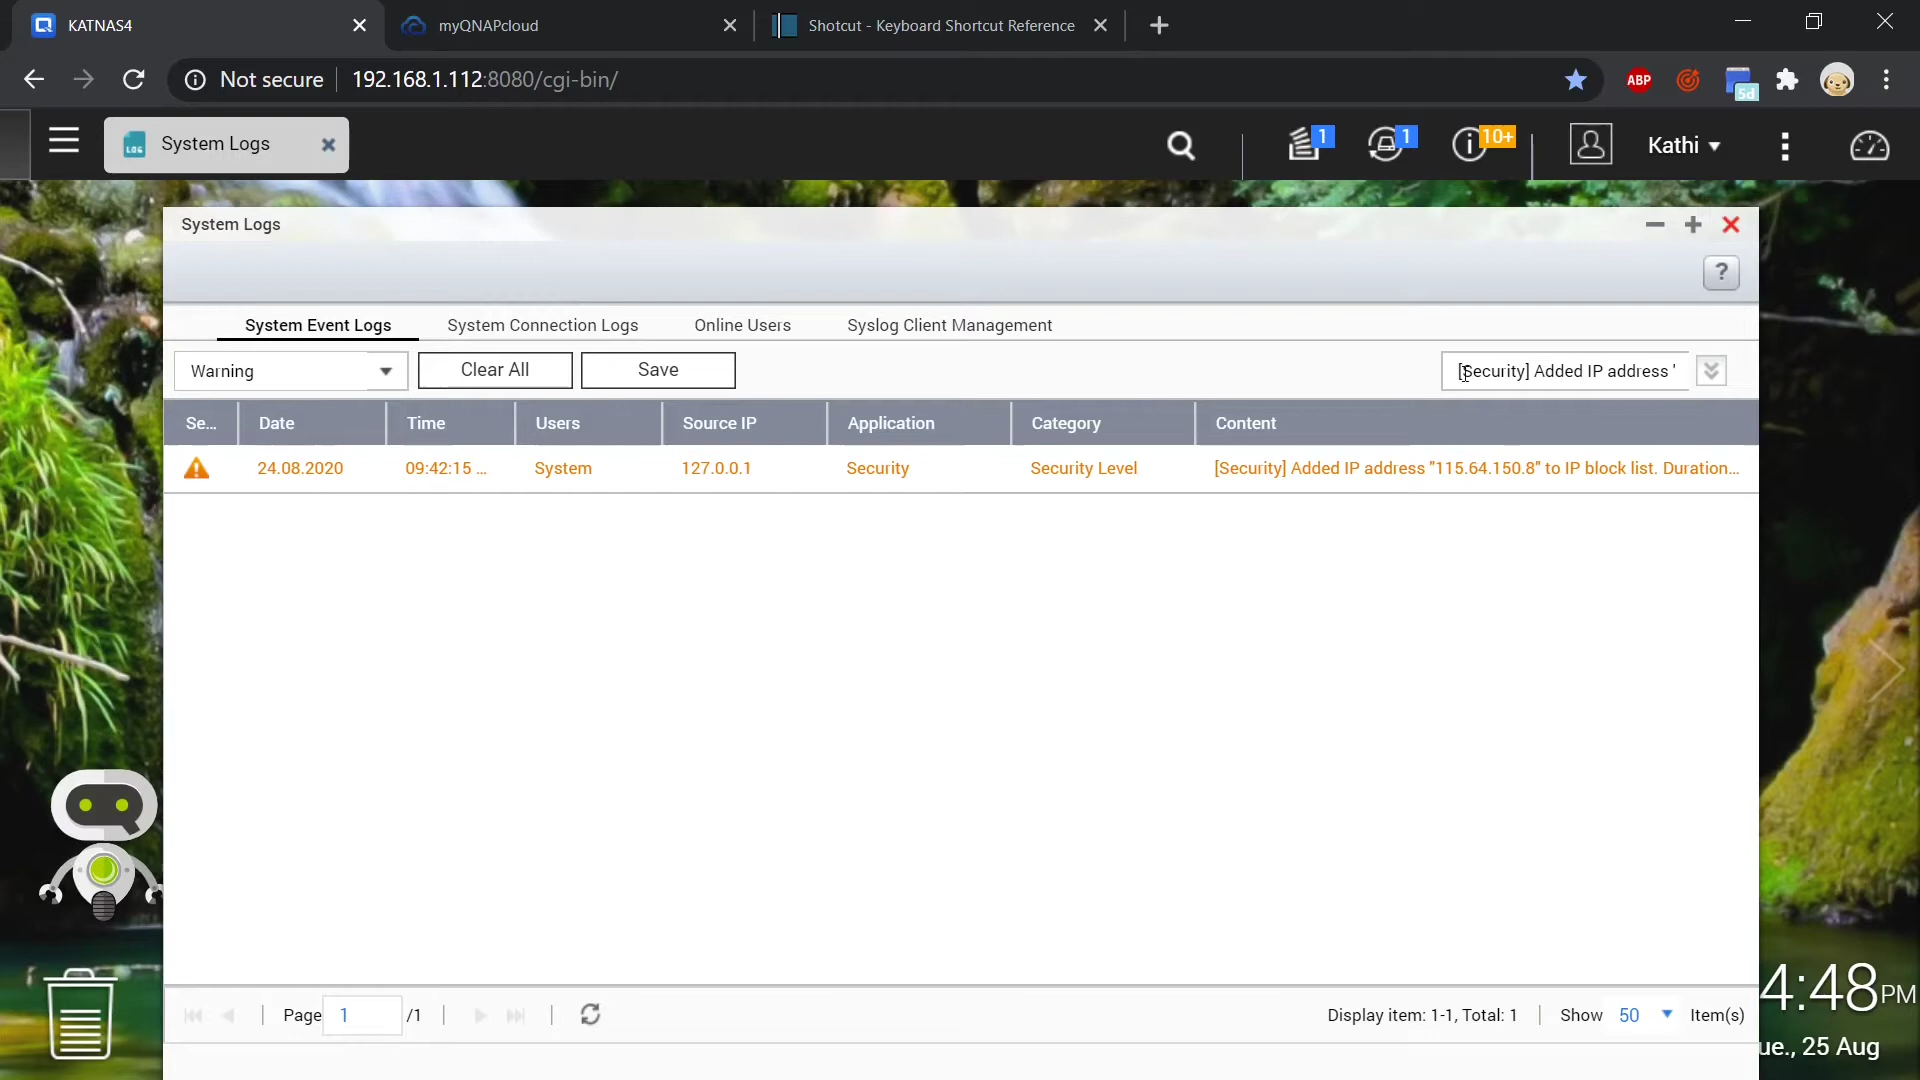 KATNAS4
myQNAPcloud
Shotcut - Keyboard Shortcut Reference
Not secure
192.168.1.112:8080/cgi-bin/
ABP
5d
LOG
System Logs
1
1
10+
Kathi
System Logs
?
System Event Logs
System Connection Logs
Online Users
Syslog Client Management
Warning
Clear All
Save
[Security] Added IP address '
Se...
Date
Time
Users
Source IP
Application
Category
Content
24.08.2020
09:42:15 ...
System
127.0.0.1
Security
Security Level
[Security] Added IP address "115.64.150.8" to IP block list. Duration...
Page
1
/1
Display item: 1-1, Total: 1
Show
50
Item(s)
4:48 PM
ue., 25 Aug